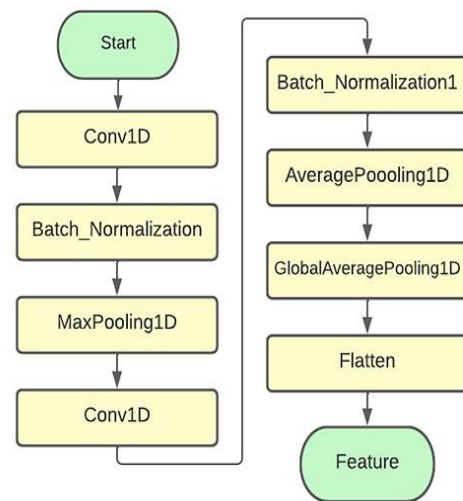 Start
Conv1D
Batch_Normalization
MaxPooling1D
Conv1D
Batch_Normalization1
AveragePoooling1D
GlobalAveragePooling1D
Flatten
Feature